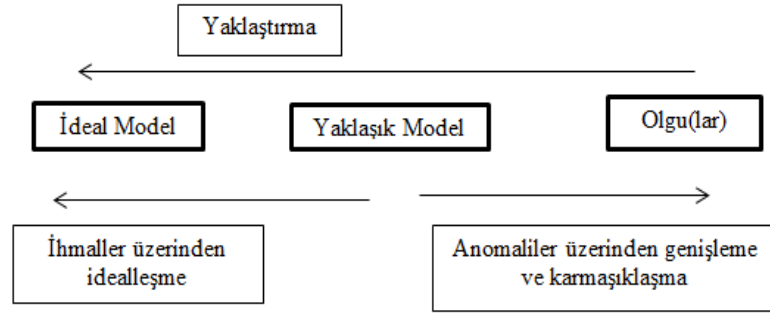 Yaklaştırma
İdeal Model
Yaklaşık Model
Olgu(lar)
İhmaller üzerinden
idealleşme
Anomaliler üzerinden genişleme
ve karmaşıklaşma